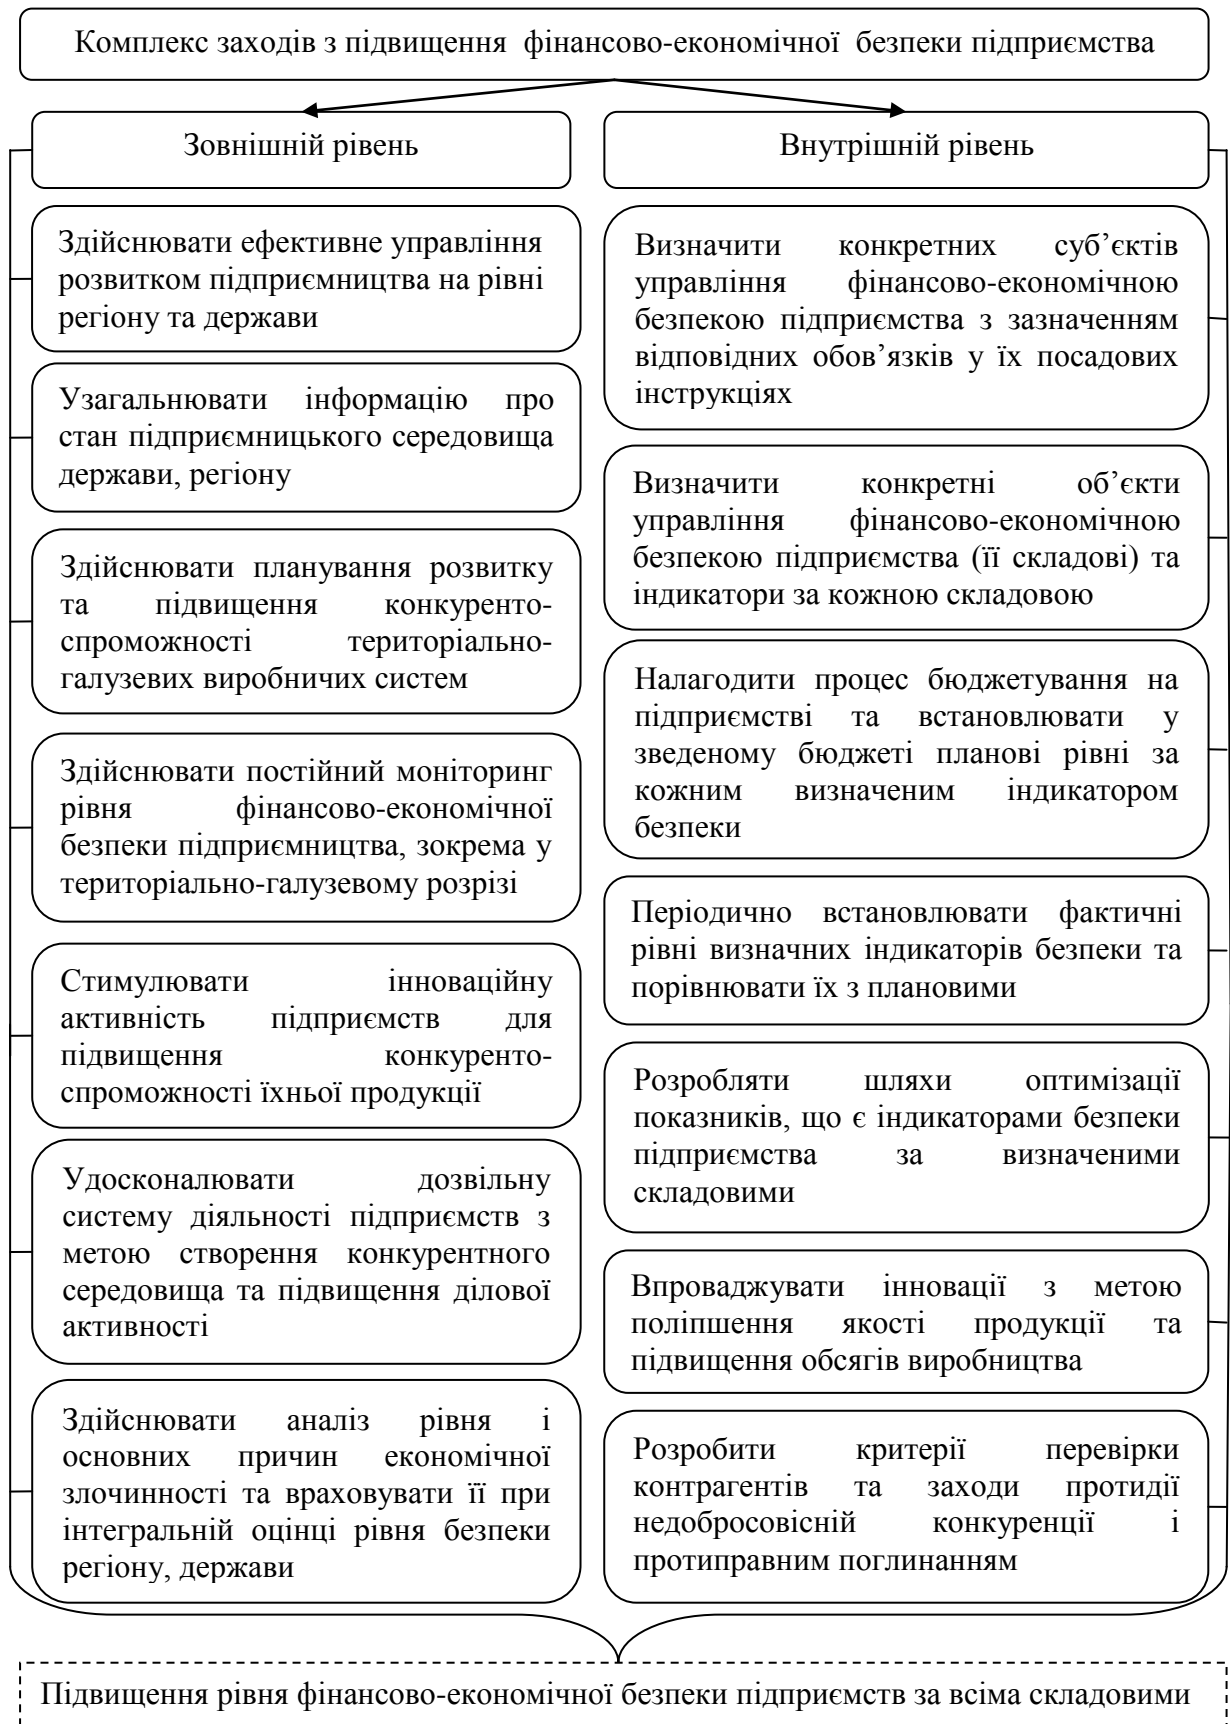 Комплекс заходів з підвищення фінансово-економічної безпеки підприємства
Зовнішній рівень
Здійснювати ефективне управління
розвитком підприємництва на рівні
регіону та держави
Узагальнювати інформацію про
стан підприємницького середовища
держави, регіону
Здійснювати планування розвитку
та підвищення конкуренто-
спроможності територіально-
галузевих виробничих систем
Здійснювати постійний моніторинг
рівня фінансово-економічної
безпеки підприємництва, зокрема у
територіально-галузевому розрізі
Стимулювати інноваційну
активність підприємств для
підвищення конкуренто-
спроможності їхньої продукції
Удосконалювати дозвільну
систему діяльності підприємств з
метою створення конкурентного
середовища та підвищення ділової
активності
Здійснювати аналіз рівня і
основних причин економічної
злочинності та враховувати її при
інтегральній оцінці рівня безпеки
регіону, держави
Внутрішній рівень
Визначити конкретних суб’єктів
управління фінансово-економічною
безпекою підприємства з зазначенням
відповідних обов’язків у їх посадових
інструкціях
Визначити конкретні об’єкти
управління фінансово-економічною
безпекою підприємства (її складові) та
індикатори за кожною складовою
Налагодити процес бюджетування на
підприємстві та встановлювати у
зведеному бюджеті планові рівні за
кожним визначеним індикатором
безпеки
Періодично встановлювати фактичні
рівні визначних індикаторів безпеки та
порівнювати їх з плановими
Розробляти шляхи оптимізації
показників, що є індикаторами безпеки
підприємства за визначеними
складовими
Впроваджувати інновації з метою
поліпшення якості продукції та
підвищення обсягів виробництва
Розробити критерії перевірки
контрагентів та заходи протидії
недобросовісній конкуренції і
протиправним поглинанням
Підвищення рівня фінансово-економічної безпеки підприємств за всіма складовими